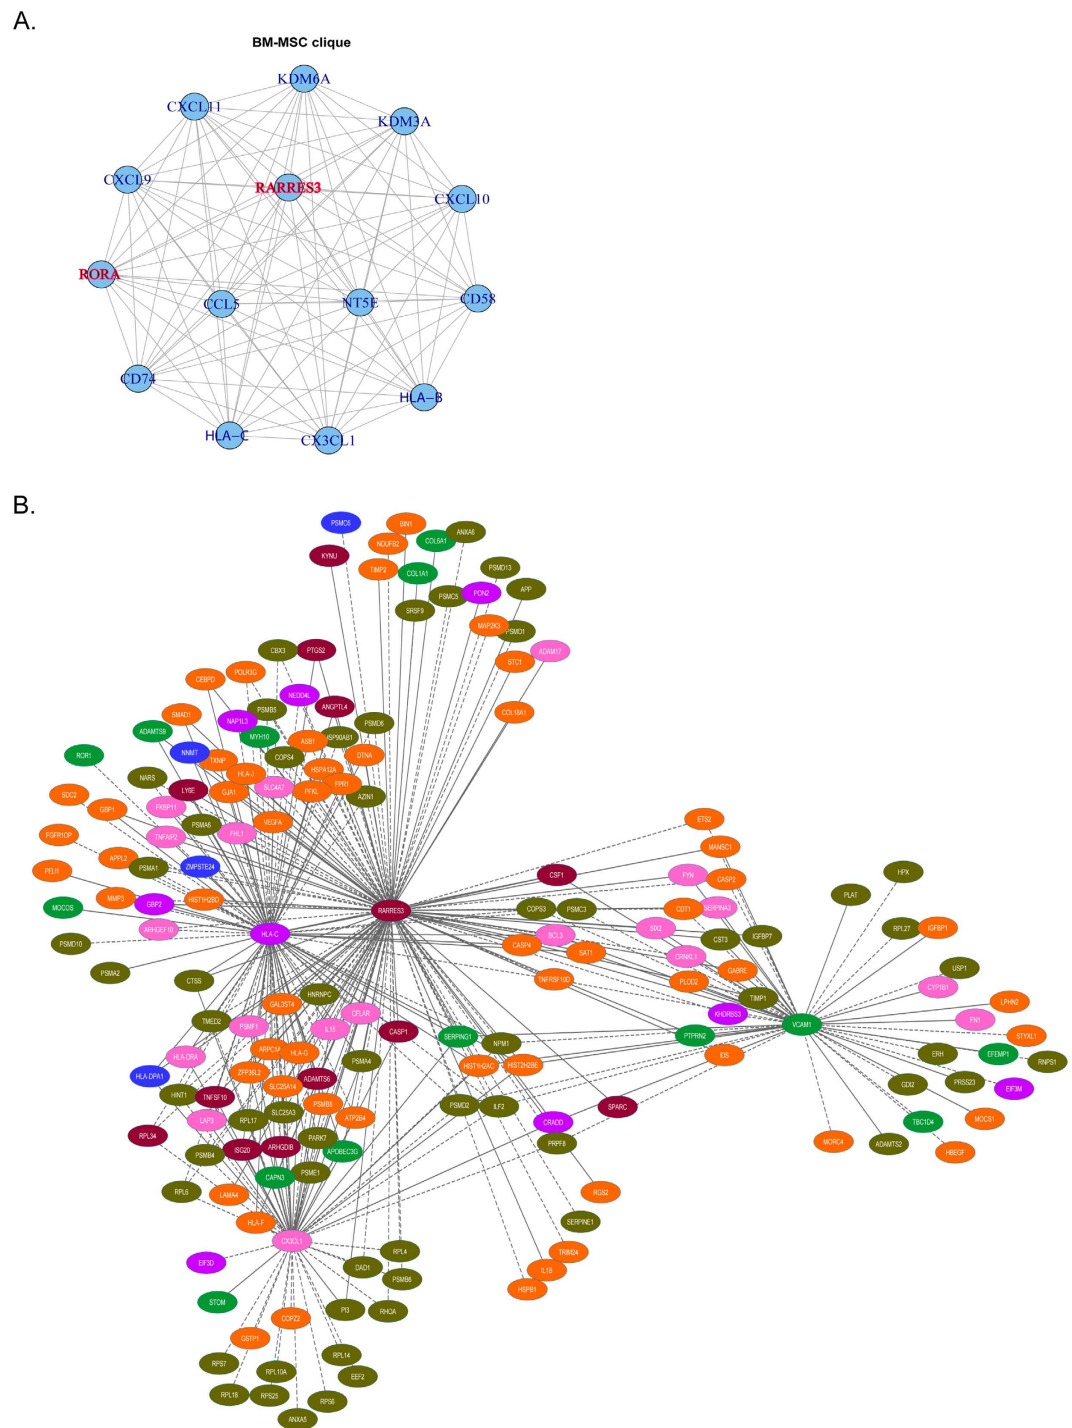 A.
BM-MSC clique
KDM6A
CXCL11
KDM3A
CXCL9
RARRES3
CXCL10
RORA
CCL5
NT5E
CD58
CD74
HLA-B
HLA-C
CX3CL1
B.
PSMC6
BIN1
NDUFB2
COL6A1
ANXA6
KYNU
TIMP2
COL1A1
PSMD13
PSMC5
PON2
APP
SRSF9
MAP2K3
PSMD1
CBX3
PTGS2
STC1
ADAM17
CEBPD
POLR3G
NEDD4L
PSMB5
ANGPTL4
COL18A1
SMAD1
NAP1L3
PSMD6
ADAMTS9
MYH10
ASB1
HSP90AB1
ROR1
NNMT
TXNIP
COPS4
DTNA
NARS
HLA-J
HSPA12A
SDC2
LY6E
GJA1
SLC4A7
PFKL
FPR1
AZIN1
GBP1
FKBP11
PSMA6
VEGFA
FGFR1OP
TNFAIP2
FHL1
APPL2
PSMA1
ZMPSTE24
PELI1
MMP3
GBP2
HIST1H2BD
MOCOS
ARHGEF10
RARRES3
PSMD10
HLA-C
PSMA2
ETS2
MANSC1
CSF1
FYN
CASP2
COPS3
PSMC3
CDT1
SERPINA3
BCL3
SIX2
IGFBP7
CASP4
SAT1
CRNKL1
CST3
TNFRSF10D
PLOD2
GABRE
TIMP1
KHDRBS3
HPX
PLAT
RPL27
IGFBP1
USP1
CYP1B1
LPHN2
FN1
VCAM1
STYXL1
PTPRN2
ERH
EFEMP1
RNPS1
IDS
GDI2
PRSS23
EIF3M
TBC1D4
MOCS1
MORC4
ADAMTS2
HBEGF
CTSS
HNRNPC
GAL3ST4
CFLAR
TMED2
PSMF1
IL15
CASP1
SERPING1
NPM1
HLA-DRA
ARPC1A
HLA-G
PSMA4
HIST1H2AC
HIST2H2BE
HLA-DPA1
ZFP36L2
ADAMTS6
SLC25A14
HINT1
TNFSF10
PSMB8
PSMD2
ILF2
SPARC
LAP3
RPL17
SLC25A3
ATP2B4
CRADD
RPL34
PARK7
ISG20
ARHGDIB
APOBEC3G
PRPF8
PSMB4
CAPN3
PSME1
RPL5
LAMA4
RGS2
HLA-F
SERPINE1
CX3CL1
RPL4
TRIM24
EIF3D
DAD1
PSMB6
IL1B
HSPB1
STOM
PI3
RHOA
COPZ2
GSTP1
RPS7
RPL14
RPL10A
EEF2
RPL18
RPS25
RPS6
ANXA5